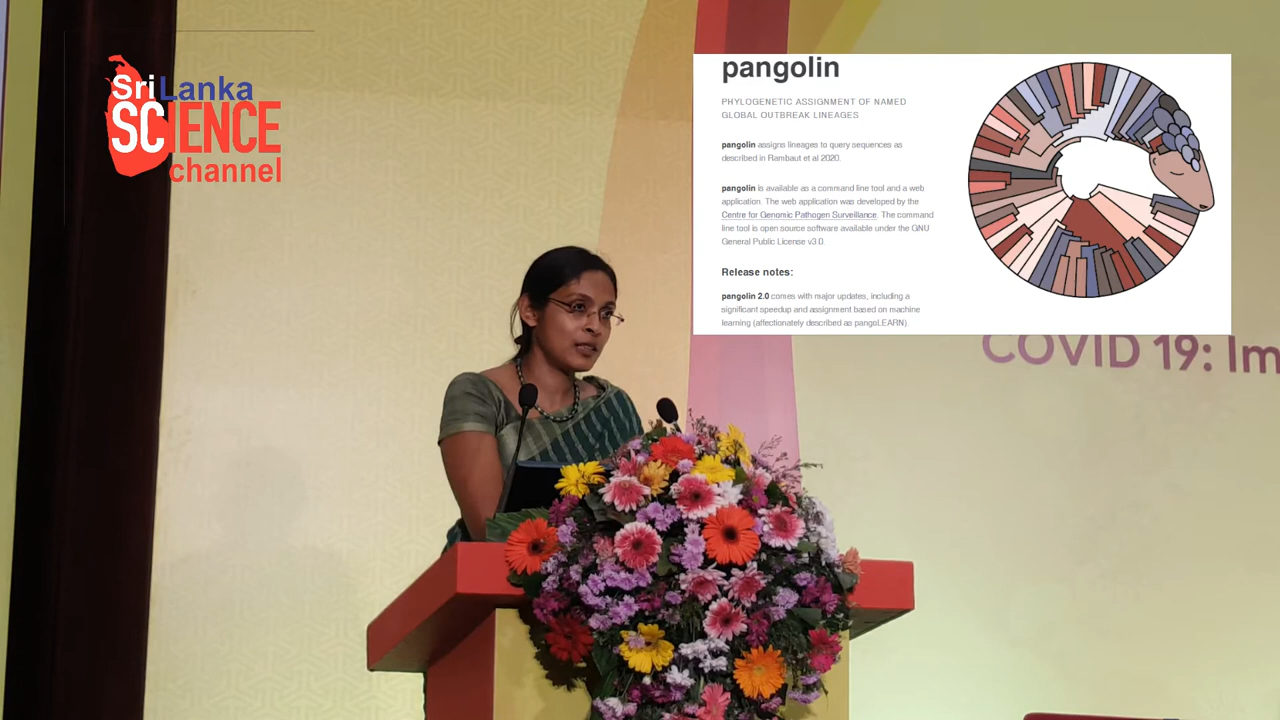 Sri Lanka
SCIENCE
channel
pangolin
PHYLOGENETIC ASSIGNMENT OF NAMED
GLOBAL OUTBREAK LINEAGES
pangolin assigns lineages to query sequences as
described in Rambaut et al 2020.
pangolin is available as a command line tool and a web
application. The web application was developed by the
Centre for Genomic Pathogen Surveillance. The command
line tool is open source software available under the GNU
General Public License v3.0.
Release notes:
pangolin 2.0 comes with major updates, including a
significant speedup and assignment based on machine
learning (affectionately described as pangoLEARN).
COVID 19: Im